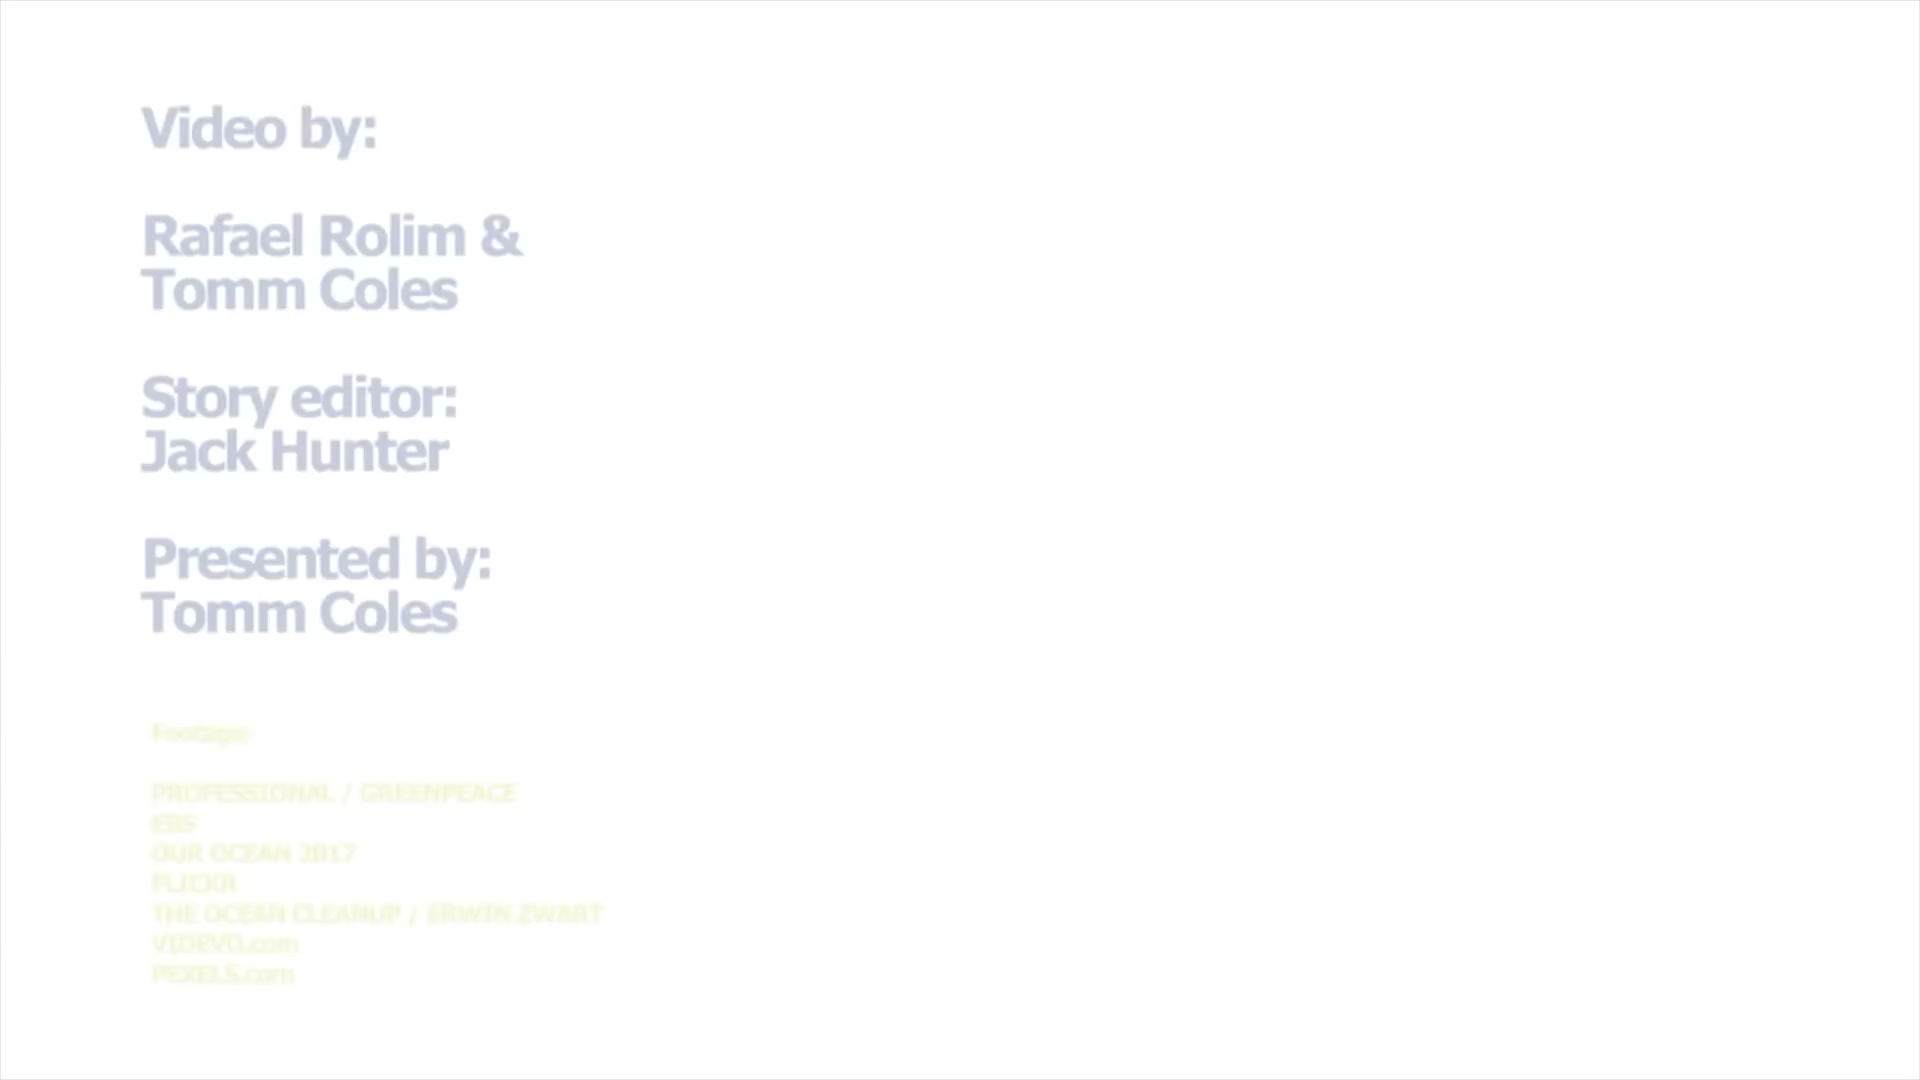 Video by:
Rafael Rolim &
Tomm Coles
Story editor:
Jack Hunter
Presented by:
Tomm Coles
Footage:
PROFESSIONAL / GREENPEACE
EBS
OUR OCEAN 2017
FLICKR
THE OCEAN CLEANUP / ERWIN ZWART
VIDEVO.com
PEXELS.com